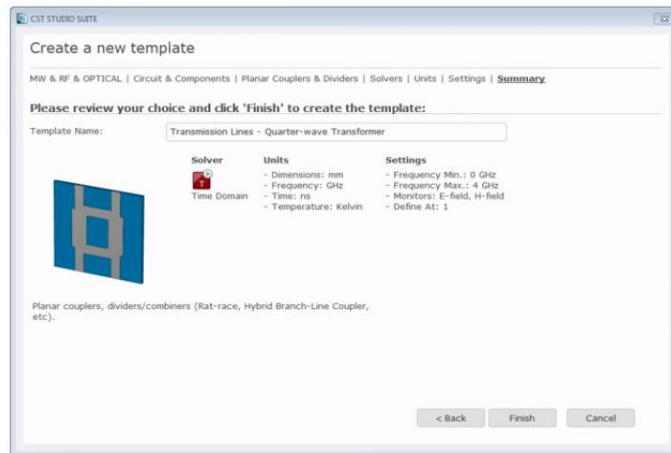 CST STUDIO SUITE
Create a new template
MW & RF & OPTICAL | Circuit & Components | Planar Couplers & Dividers | Solvers | Units | Settings | Summary
Please review your choice and click 'Finish' to create the template:
Template Name: Transmission Lines - Quarter-wave Transformer
Solver Units Settings
- Dimensions: mm - Frequency Min.: 0 GHz
T - Frequency: GHz - Frequency Max.: 4 GHz
Time Domain - Time: ns - Monitors: E-field, H-field
- Temperature: Kelvin - Define At: 1
Planar couplers, dividers/combiners (Rat-race, Hybrid Branch-Line Coupler,
etc).
< Back Finish Cancel